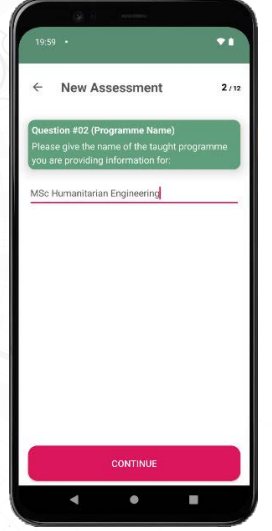 19:59
← New Assessment 2 / 12
Question #02 (Programme Name)
Please give the name of the taught programme
you are providing information for:
MSc Humanitarian Engineering
CONTINUE